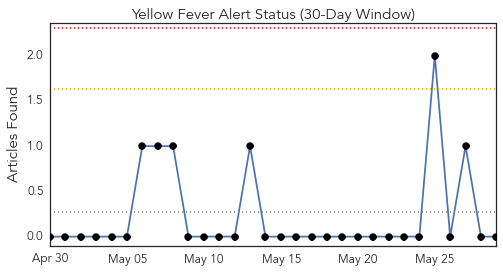 Yellow Fever Alert Status (30-Day Window)
Articles Found
2.0
1.5
1.0
0.5
0.0
Apr 30 May 05 May 10 May 15 May 20 May 25